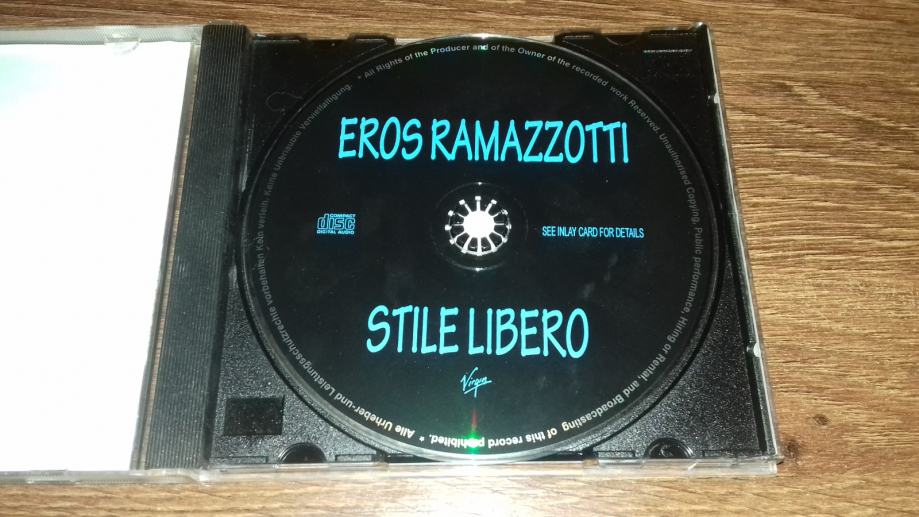 EROS RAMAZZOTTI
COMPACT
disc
DIGITAL AUDIO
SEE INLAY CARD FOR DETAILS
STILE LIBERO
Virgin
* All Rights of the Producer and of the Owner of the recorded work Reserved. Unauthorised Copying, Public performance, Hiring or Rental, and Broadcasting of this record prohibited. * Alle Urheber-und Leistungsschutzrechte vorbehalten Kein verleih. Keine Unerlaubte Vervielfältigung.